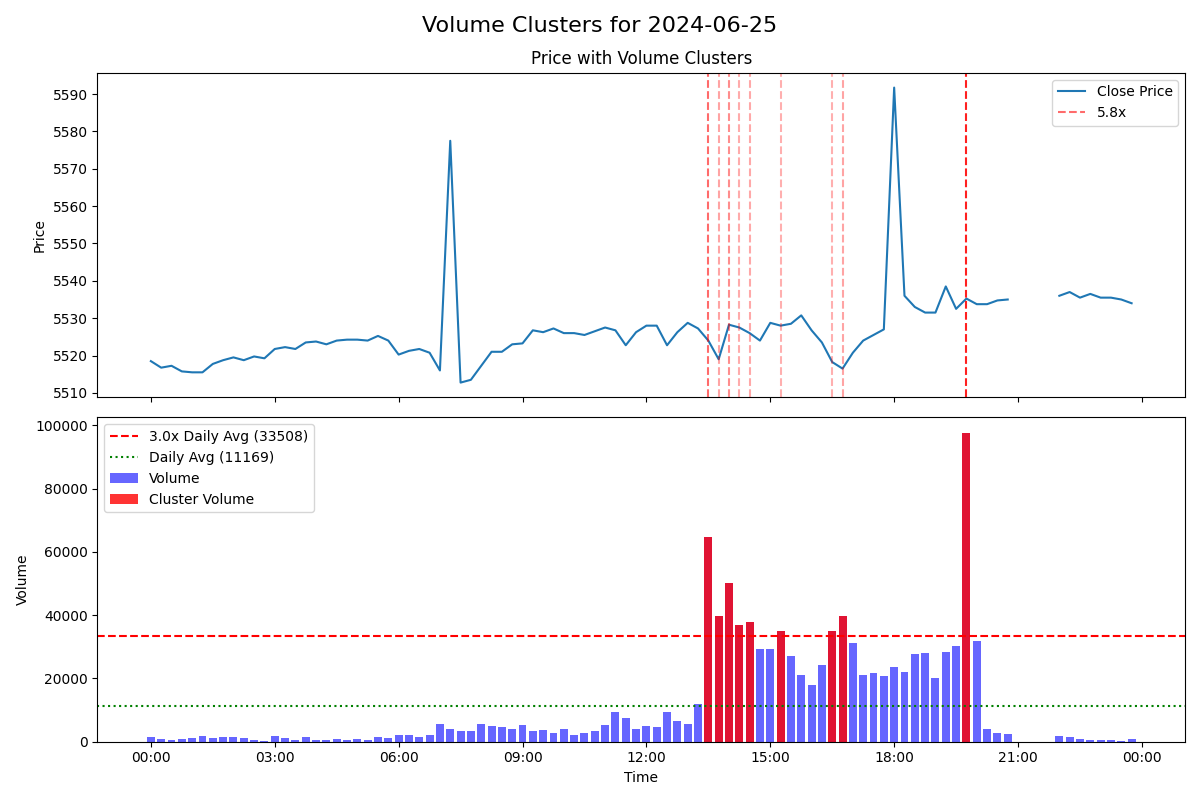 Volume Clusters for 2024-06-25
Price with Volume Clusters
Close Price
5.8x
Price
5590
5580
5570
5560
5550
5540
5530
5520
5510
3.0x Daily Avg (33508)
Daily Avg (11169)
Volume
Cluster Volume
Volume
100000
80000
60000
40000
20000
0
00:00 03:00 06:00 09:00 12:00 15:00 18:00 21:00 00:00
Time